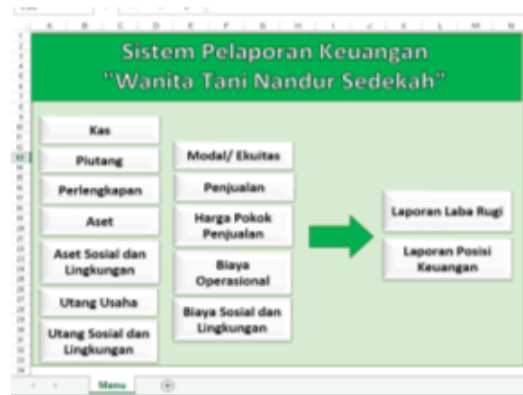 Sistem Pelaporan Keuangan
"Wanita Tani Nandur Sedekah"
Kas
Piutang
Perlengkapan
Aset
Aset Sosial dan
Lingkungan
Utang Usaha
Utang Sosial dan
Lingkungan
Modal/ Ekuitas
Penjualan
Harga Pokok
Penjualan
Biaya
Operasional
Biaya Sosial dan
Lingkungan
Laporan Laba Rugi
Laporan Posisi
Keuangan
Menu